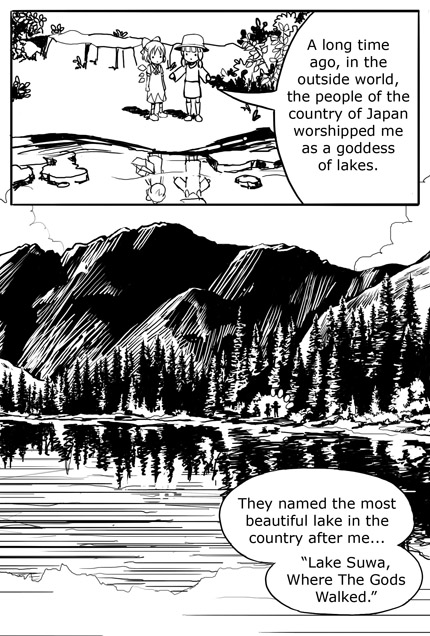 A long time
ago, in the
outside world,
the people of the
country of Japan
worshipped me
as a goddess
of lakes.
They named the most
beautiful lake in the
country after me...
“Lake Suwa,
Where The Gods
Walked.”